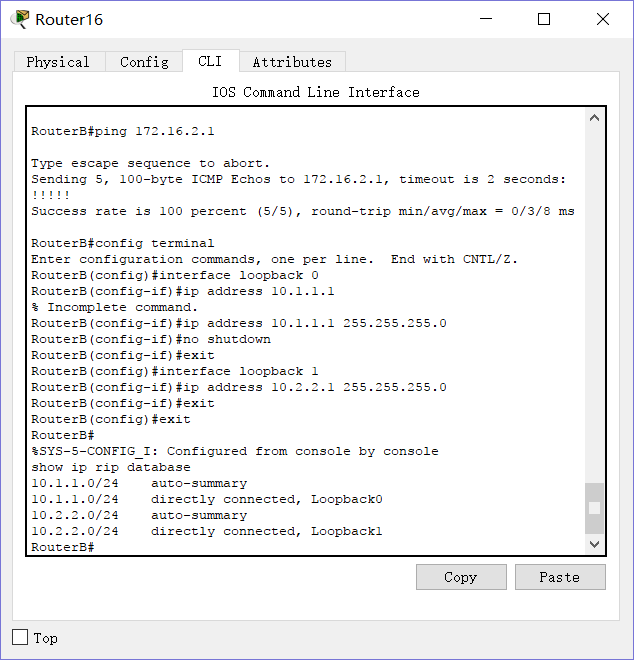 Router16
Physical Config CLI Attributes
IOS Command Line Interface
RouterB#ping 172.16.2.1
Type escape sequence to abort.
Sending 5, 100-byte ICMP Echos to 172.16.2.1, timeout is 2 seconds:
!!!!!
Success rate is 100 percent (5/5), round-trip min/avg/max = 0/3/8 ms
RouterB#config terminal
Enter configuration commands, one per line.  End with CNTL/Z.
RouterB(config)#interface loopback 0
RouterB(config-if)#ip address 10.1.1.1
% Incomplete command.
RouterB(config-if)#ip address 10.1.1.1 255.255.255.0
RouterB(config-if)#no shutdown
RouterB(config-if)#exit
RouterB(config)#interface loopback 1
RouterB(config-if)#ip address 10.2.2.1 255.255.255.0
RouterB(config-if)#exit
RouterB(config)#exit
RouterB#
%SYS-5-CONFIG_I: Configured from console by console
show ip rip database
10.1.1.0/24    auto-summary
10.1.1.0/24    directly connected, Loopback0
10.2.2.0/24    auto-summary
10.2.2.0/24    directly connected, Loopback1
RouterB#
Copy Paste
Top